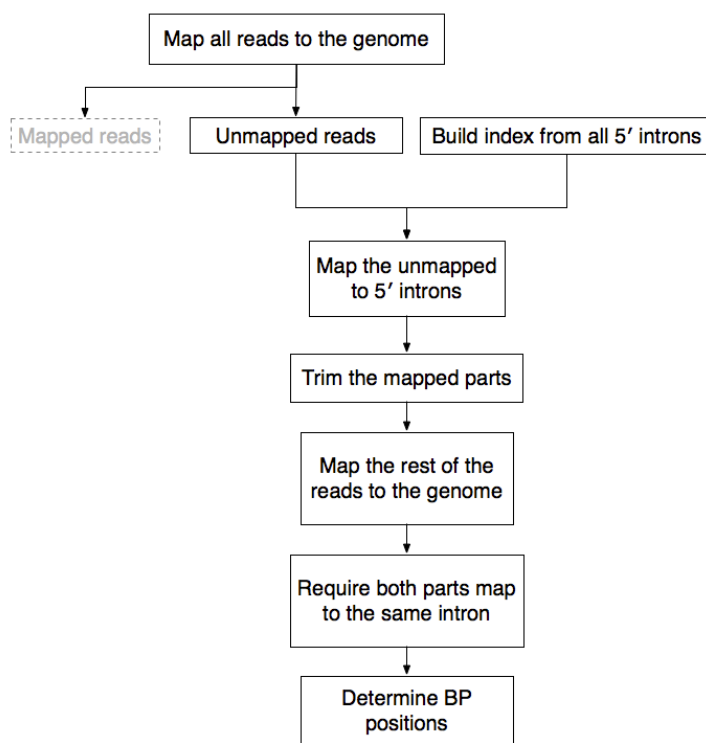 Map all reads to the genome
Mapped reads
Unmapped reads
Build index from all 5′ introns
Map the unmapped
to 5′ introns
Trim the mapped parts
Map the rest of the
reads to the genome
Require both parts map
to the same intron
Determine BP
positions